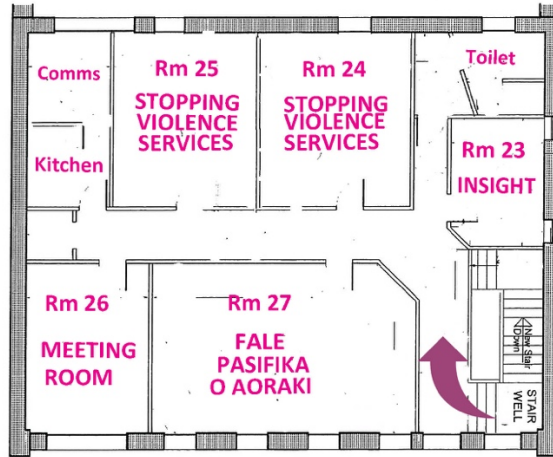 Comms
Rm 25
STOPPING
VIOLENCE
SERVICES
Rm 24
STOPPING
VIOLENCE
SERVICES
Toilet
Kitchen
Rm 23
INSIGHT
Rm 26
MEETING
ROOM
Rm 27
FALE
PASIFIKA
O AORAKI
New Stair
Down
STAIR
WELL